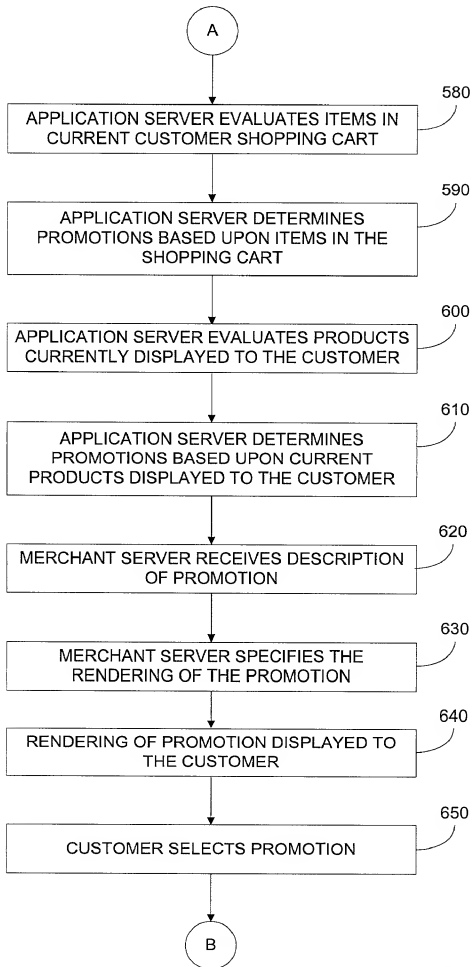 A
580
APPLICATION SERVER EVALUATES ITEMS IN
CURRENT CUSTOMER SHOPPING CART
590
APPLICATION SERVER DETERMINES
PROMOTIONS BASED UPON ITEMS IN THE
SHOPPING CART
600
APPLICATION SERVER EVALUATES PRODUCTS
CURRENTLY DISPLAYED TO THE CUSTOMER
610
APPLICATION SERVER DETERMINES
PROMOTIONS BASED UPON CURRENT
PRODUCTS DISPLAYED TO THE CUSTOMER
620
MERCHANT SERVER RECEIVES DESCRIPTION
OF PROMOTION
630
MERCHANT SERVER SPECIFIES THE
RENDERING OF THE PROMOTION
640
RENDERING OF PROMOTION DISPLAYED TO
THE CUSTOMER
650
CUSTOMER SELECTS PROMOTION
B